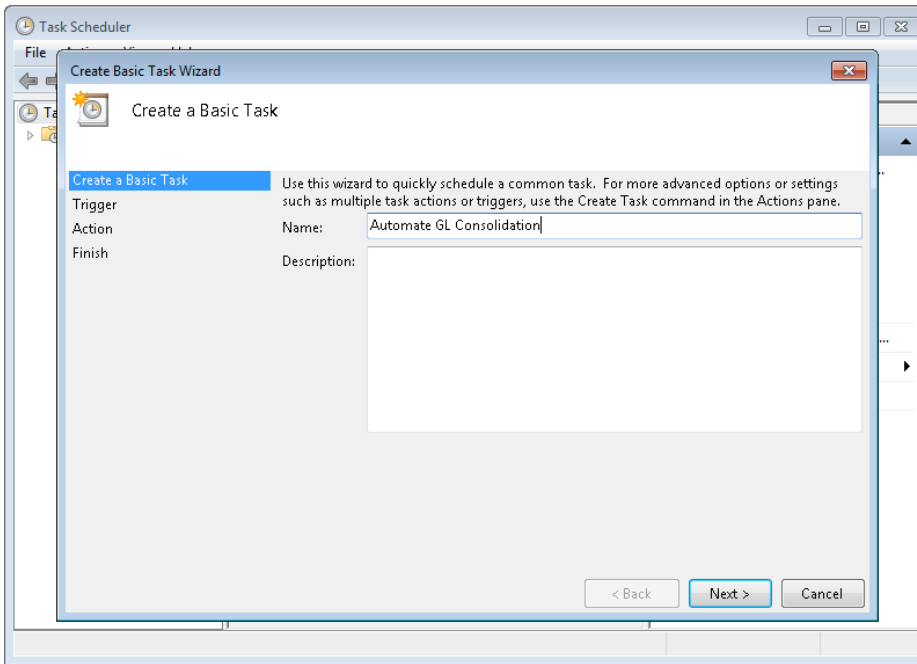 Task Scheduler
File
Create Basic Task Wizard
Create a Basic Task
Create a Basic Task
Trigger
Action
Finish
Use this wizard to quickly schedule a common task. For more advanced options or settings
such as multiple task actions or triggers, use the Create Task command in the Actions pane.
Name: Automate GL Consolidation
Description:
< Back Next > Cancel